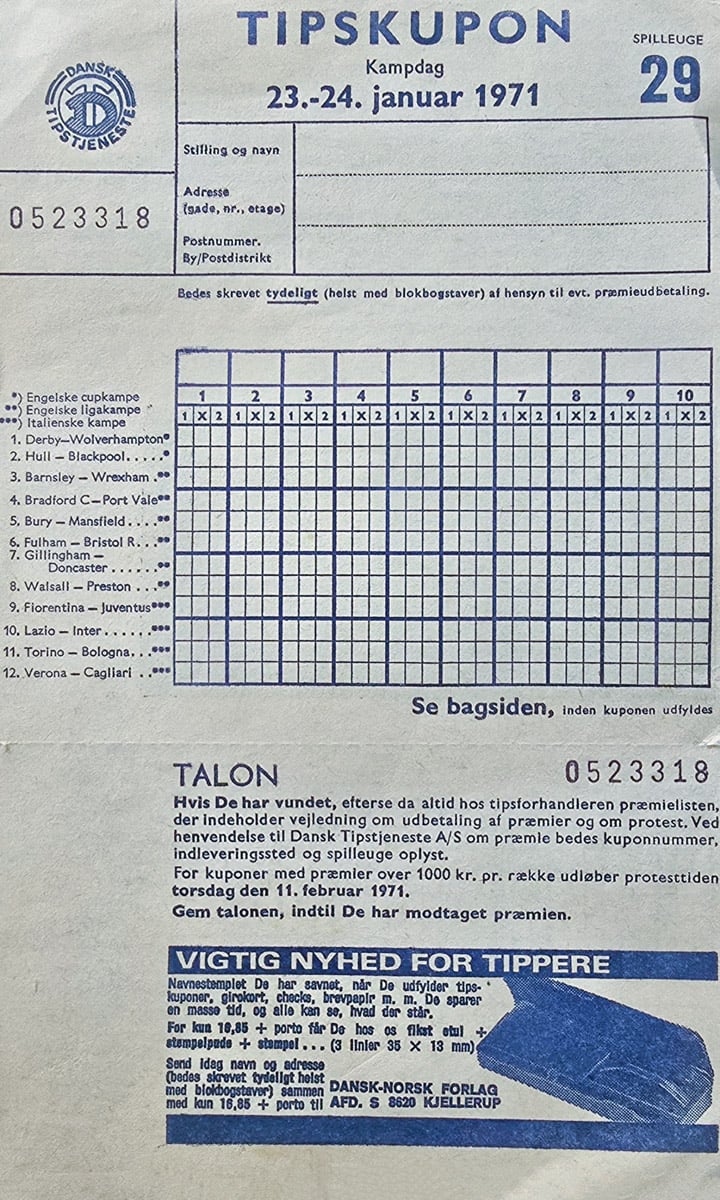 DANSK
TIPSTJENESTE
TIPSKUPON
Kampdag
23.-24. januar 1971
SPILLEUGE
29
0523318
Stilling og navn
Adresse
(gade, nr., etage)
Postnummer.
By/Postdistrikt
Bedes skrevet tydeligt (helst med blokbogstaver) af hensyn til evt. præmieudbetaling.
*) Engelske cupkampe
**) Engelske ligakampe
***) Italienske kampe
1 2 3 4 5 6 7 8 9 10
1 X 2 1 X 2 1 X 2 1 X 2 1 X 2 1 X 2 1 X 2 1 X 2 1 X 2 1 X 2
1. Derby—Wolverhampton*
2. Hull — Blackpool.....*
3. Barnsley — Wrexham .**
4. Bradford C—Port Vale**
5. Bury — Mansfield....**
6. Fulham — Bristol R...**
7. Gillingham —
Doncaster ......**
8. Walsall — Preston ...**
9. Fiorentina — Juventus***
10. Lazio — Inter......***
11. Torino — Bologna...***
12. Verona — Cagliari ..***
Se bagsiden, inden kuponen udfyldes
TALON
0523318
Hvis De har vundet, efterse da altid hos tipsforhandleren præmielisten,
der indeholder vejledning om udbetaling af præmier og om protest. Ved
henvendelse til Dansk Tipstjeneste A/S om præmie bedes kuponnummer,
indleveringssted og spilleuge oplyst.
For kuponer med præmier over 1000 kr. pr. række udløber protesttiden
torsdag den 11. februar 1971.
Gem talonen, indtil De har modtaget præmien.
VIGTIG NYHED FOR TIPPERE
Navnestemplet De har savnet, når De udfylder tips-
kuponer, girokort, checks, brevpapir m. m. De sparer
en masse tid, og alle kan se, hvad der står.
For kun 16,85 + porto får De hos os fikst etui +
stempelpude + stempel... (3 linier 35 × 13 mm)
Send idag navn og adresse
(bedes skrevet tydeligt helst
med blokbogstaver) sammen
med kun 16,85 + porto til
DANSK-NORSK FORLAG
AFD. S 8620 KJELLERUP